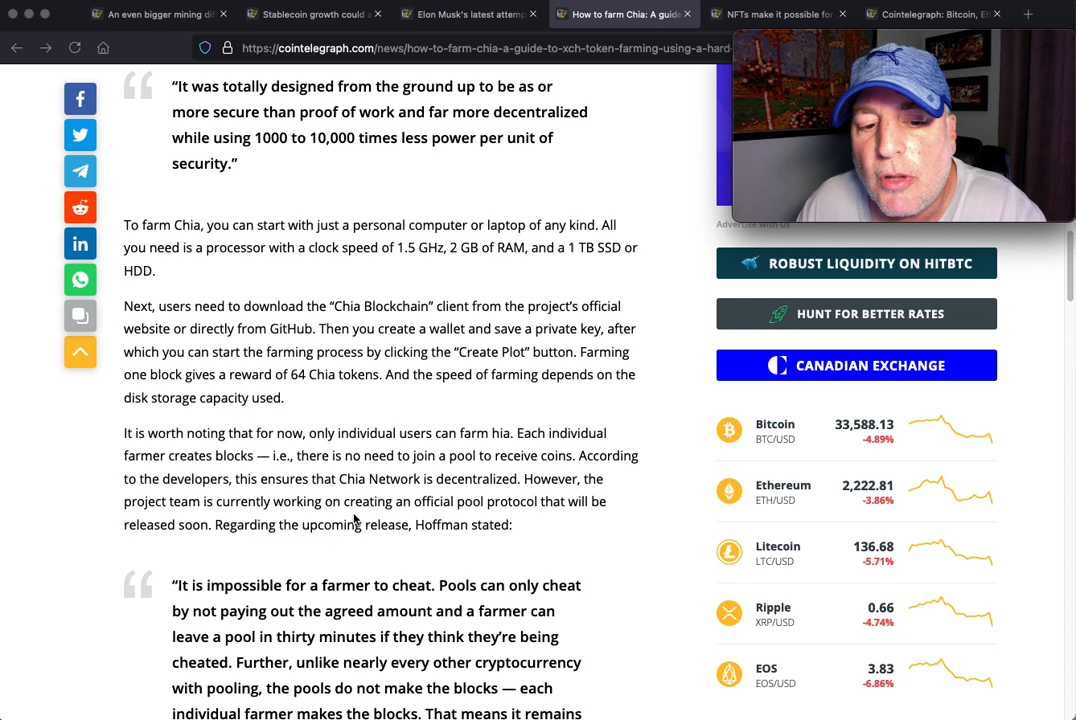 An even bigger mining di
Stablecoin growth could
Elon Musk's latest attemp
How to farm Chia: A guide
NFTs make it possible for
Cointelegraph: Bitcoin, Et
https://cointelegraph.com/news/how-to-farm-chia-a-guide-to-xch-token-farming-using-a-hard-
“It was totally designed from the ground up to be as or
more secure than proof of work and far more decentralized
while using 1000 to 10,000 times less power per unit of
security.”
To farm Chia, you can start with just a personal computer or laptop of any kind. All
you need is a processor with a clock speed of 1.5 GHz, 2 GB of RAM, and a 1 TB SSD or
HDD.
Next, users need to download the “Chia Blockchain” client from the project’s official
website or directly from GitHub. Then you create a wallet and save a private key, after
which you can start the farming process by clicking the “Create Plot” button. Farming
one block gives a reward of 64 Chia tokens. And the speed of farming depends on the
disk storage capacity used.
It is worth noting that for now, only individual users can farm hia. Each individual
farmer creates blocks — i.e., there is no need to join a pool to receive coins. According
to the developers, this ensures that Chia Network is decentralized. However, the
project team is currently working on creating an official pool protocol that will be
released soon. Regarding the upcoming release, Hoffman stated:
“It is impossible for a farmer to cheat. Pools can only cheat
by not paying out the agreed amount and a farmer can
leave a pool in thirty minutes if they think they’re being
cheated. Further, unlike nearly every other cryptocurrency
with pooling, the pools do not make the blocks — each
individual farmer makes the blocks. That means it remains
Advertise with us
ROBUST LIQUIDITY ON HITBTC
HUNT FOR BETTER RATES
CANADIAN EXCHANGE
Bitcoin 33,588.13
BTC/USD -4.89%
Ethereum 2,222.81
ETH/USD -3.86%
Litecoin 136.68
LTC/USD -5.71%
Ripple 0.66
XRP/USD -4.74%
EOS 3.83
EOS/USD -6.86%